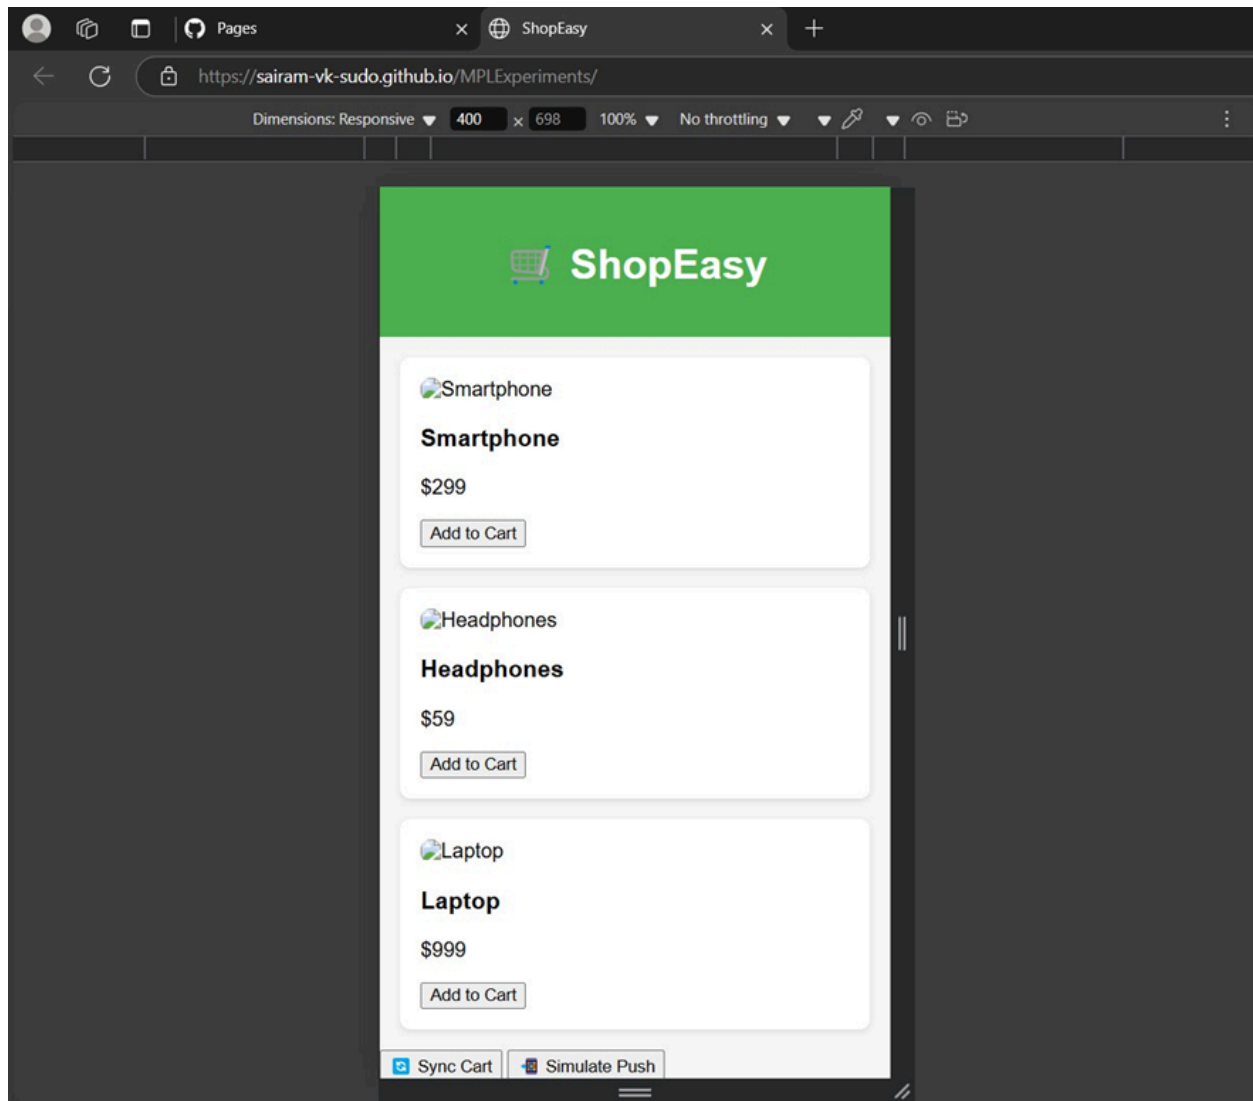 Pages
ShopEasy
https://sairam-vk-sudo.github.io/MPLExperiments/
Dimensions: Responsive 400 x 698 100% No throttling
ShopEasy
Smartphone
Smartphone
$299
Add to Cart
Headphones
Headphones
$59
Add to Cart
Laptop
Laptop
$999
Add to Cart
Sync Cart Simulate Push